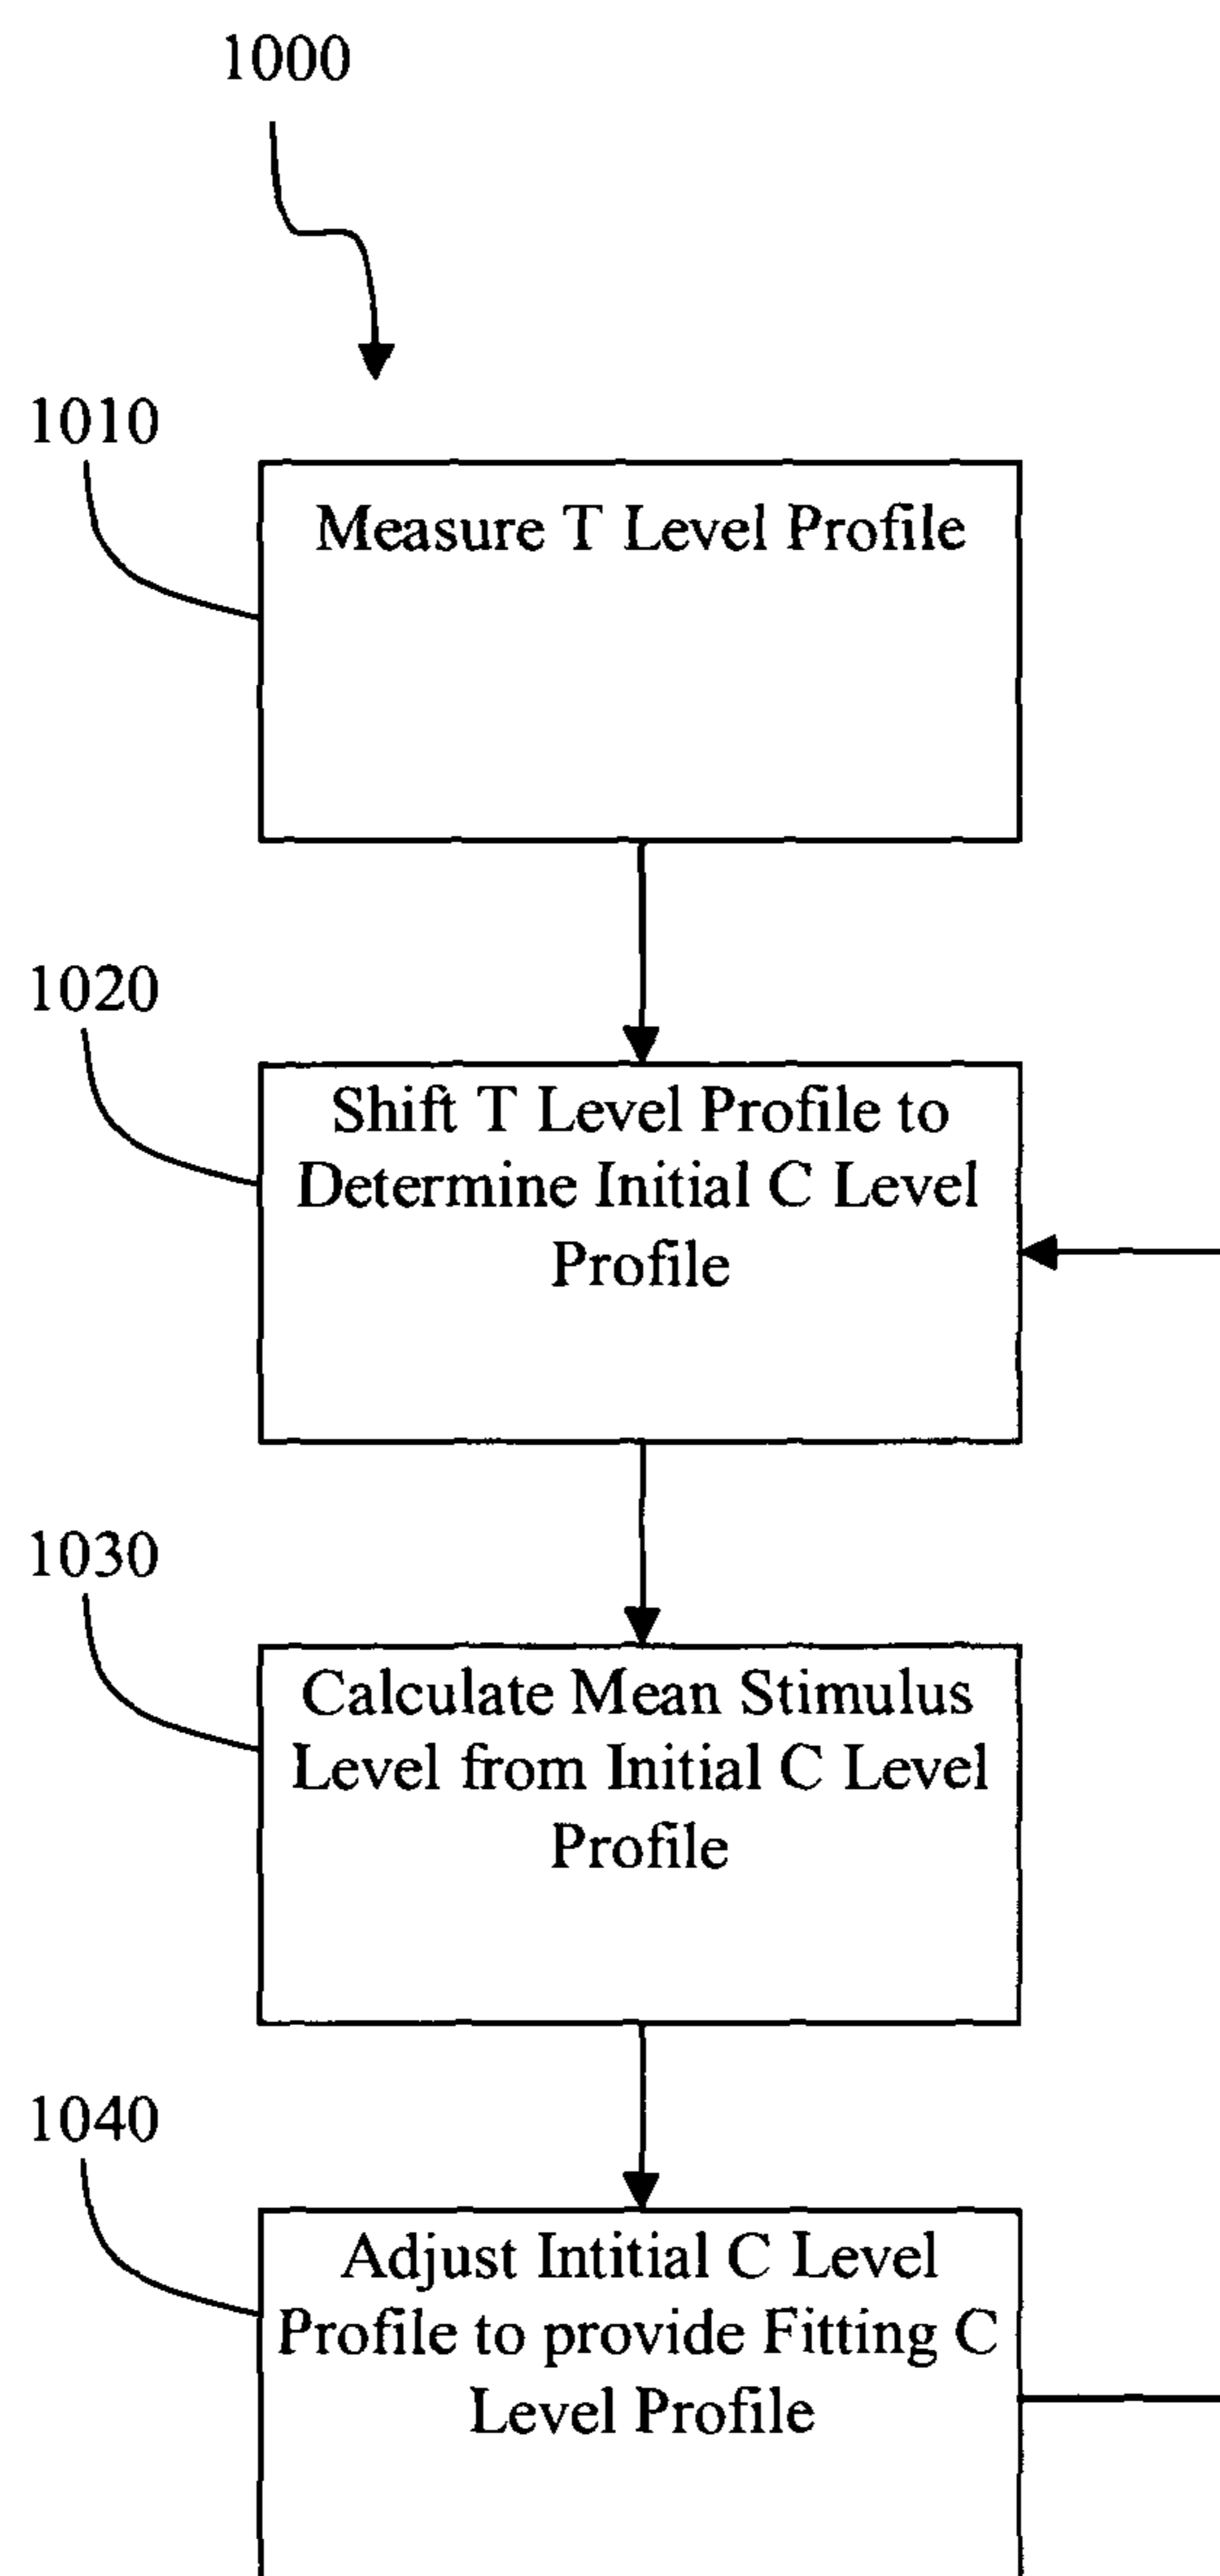 1000
1010
Measure T Level Profile
1020
Shift T Level Profile to
Determine Initial C Level
Profile
1030
Calculate Mean Stimulus
Level from Initial C Level
Profile
1040
Adjust Intitial C Level
Profile to provide Fitting C
Level Profile